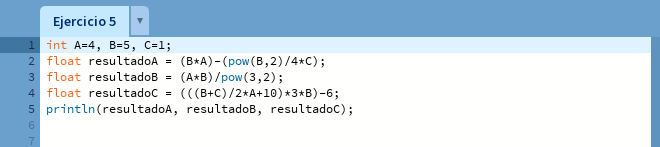 Ejercicio 5 ▼
1 int A=4, B=5, C=1;
2 float resultadoA = (B*A)-(pow(B,2)/4*C);
3 float resultadoB = (A*B)/pow(3,2);
4 float resultadoC = (((B+C)/2*A+10)*3*B)-6;
5 println(resultadoA, resultadoB, resultadoC);
6
7